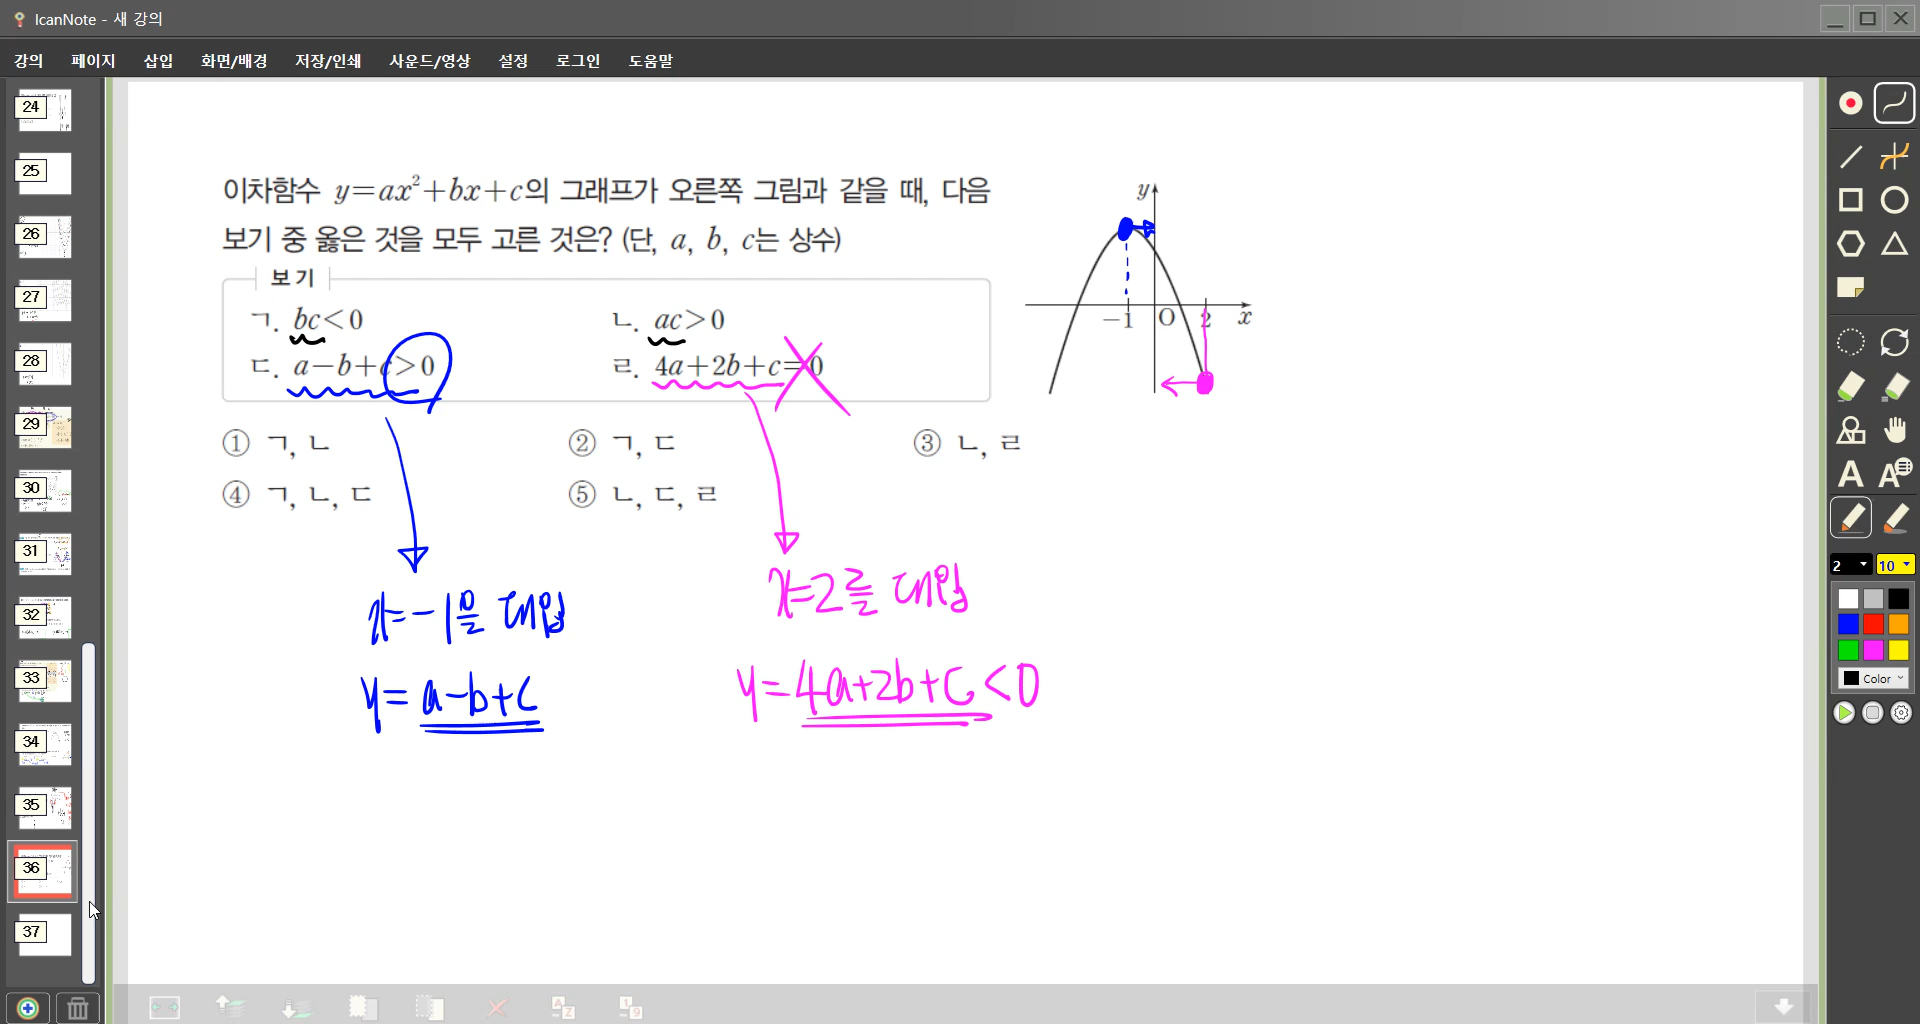 IcanNote - 새 강의
강의 페이지 삽입 화면/배경 저장/인쇄 사운드/영상 설정 로그인 도움말
24
25
26
27
28
29
30
31
32
33
34
35
36
37
이차함수 y=ax²+bx+c의 그래프가 오른쪽 그림과 같을 때, 다음
보기 중 옳은 것을 모두 고른 것은? (단, a, b, c는 상수)
보기
ㄱ. bc<0 ㄴ. ac>0
ㄷ. a-b+c>0 ㄹ. 4a+2b+c=0
① ㄱ, ㄴ ② ㄱ, ㄷ ③ ㄴ, ㄹ
④ ㄱ, ㄴ, ㄷ ⑤ ㄴ, ㄷ, ㄹ
y
-1 O 2 x
x=-1을 대입
y=a-b+c
x=2를 대입
y=4a+2b+c<0
A A
2 10
Color